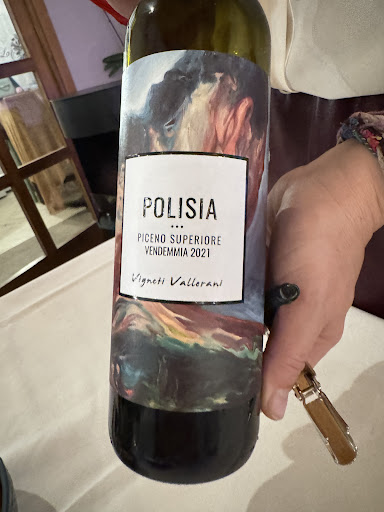 POLISIA
PICENO SUPERIORE
VENDEMMIA 2021
Vigneti Vallorani